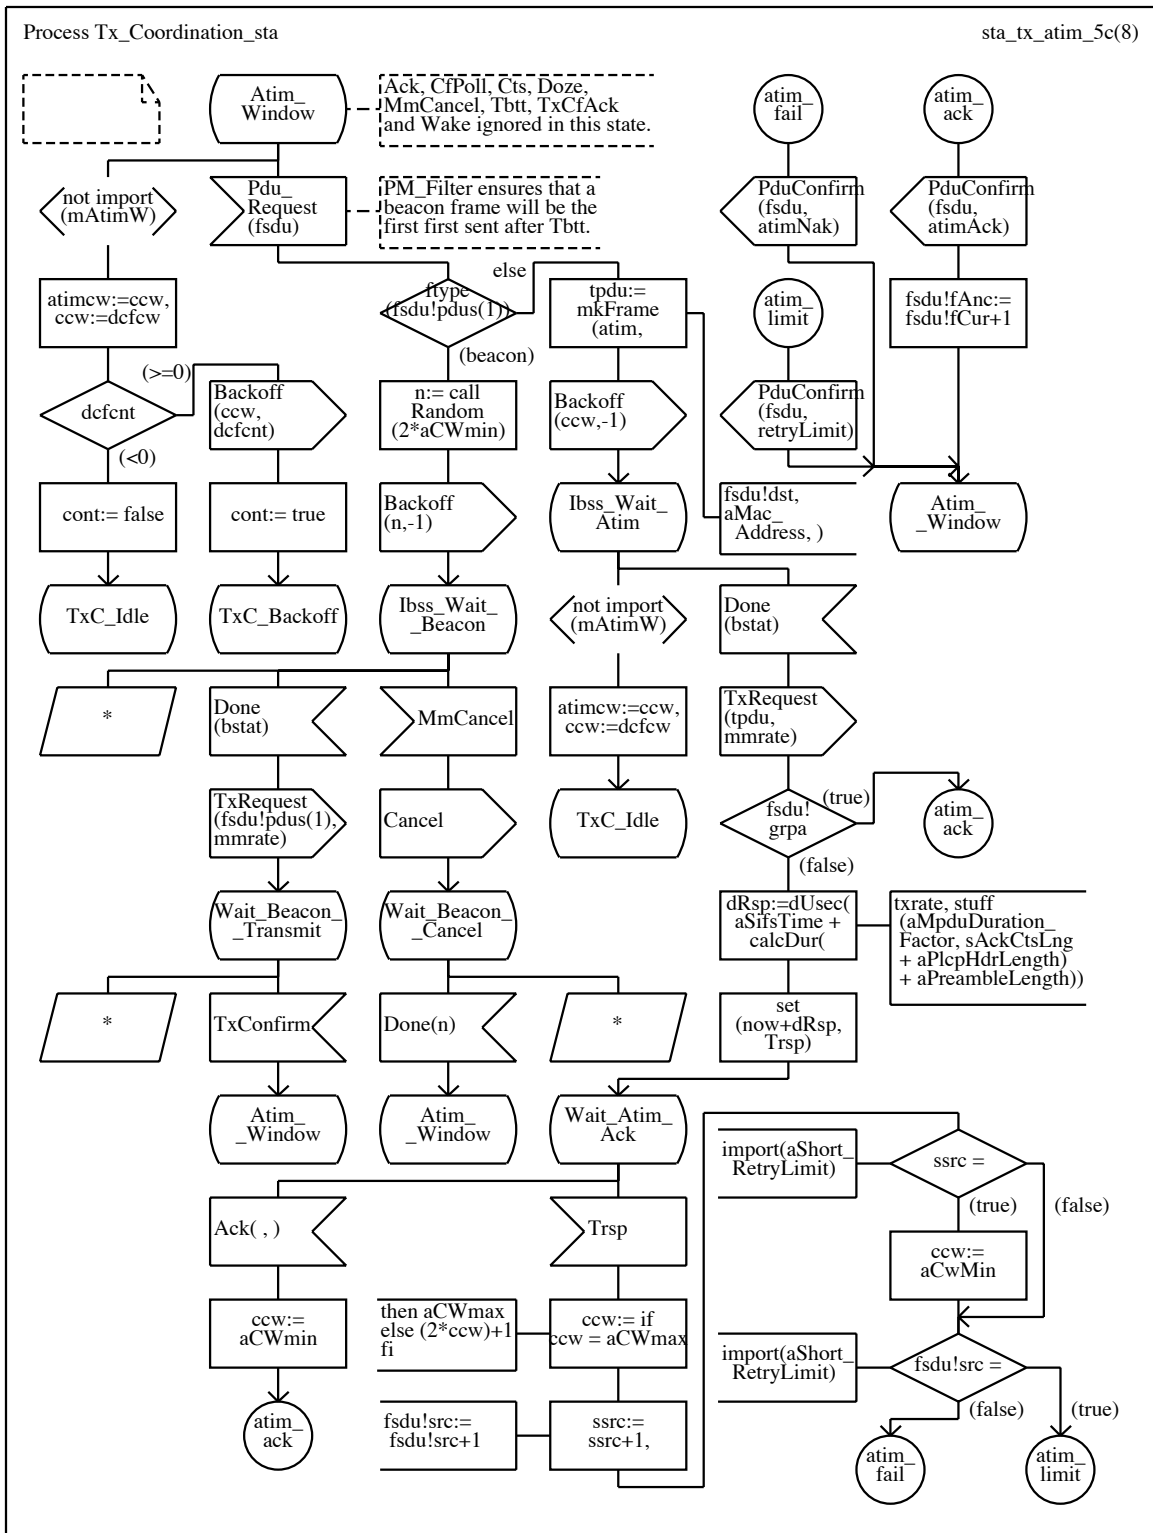 Process Tx_Coordination_sta
sta_tx_atim_5c(8)
Atim_
_Window
Ack, CfPoll, Cts, Doze,
MmCancel, Tbtt, TxCfAck
and Wake ignored in this state.
atim_
fail
atim_
ack
not import
(mAtimW)
Pdu_
Request
(fsdu)
PM_Filter ensures that a
beacon frame will be the
first first sent after Tbtt.
PduConfirm
(fsdu,
atimNak)
PduConfirm
(fsdu,
atimAck)
else
atimcw:=ccw,
ccw:=dcfcw
ftype
(fsdu!pdus(1))
tpdu:=
mkFrame
(atim,
atim_
limit
fsdu!fAnc:=
fsdu!fCur+1
(beacon)
(>=0)
dcfcnt
Backoff
(ccw,
dcfcnt)
n:= call
Random
(2*aCWmin)
Backoff
(ccw,-1)
PduConfirm
(fsdu,
retryLimit)
(<0)
cont:= false
cont:= true
Backoff
(n,-1)
Ibss_Wait_
_Atim
fsdu!dst,
aMac_
_Address, )
Atim_
_Window
TxC_Idle
TxC_Backoff
Ibss_Wait_
_Beacon
not import
(mAtimW)
Done
(bstat)
*
Done
(bstat)
MmCancel
atimcw:=ccw,
ccw:=dcfcw
TxRequest
(tpdu,
mmrate)
TxRequest
(fsdu!pdus(1),
mmrate)
Cancel
TxC_Idle
fsdu!
grpa
(true)
atim_
ack
(false)
Wait_Beacon_
_Transmit
Wait_Beacon_
_Cancel
dRsp:=dUsec(
aSifsTime +
calcDur(
txrate, stuff
(aMpduDuration_
_Factor, sAckCtsLng
+ aPlcpHdrLength)
+ aPreambleLength))
*
TxConfirm
Done(n)
*
set
(now+dRsp,
Trsp)
Atim_
_Window
Atim_
_Window
Wait_Atim_
_Ack
import(aShort_
_RetryLimit)
ssrc =
(true)
(false)
Ack( , )
Trsp
ccw:=
aCwMin
ccw:=
aCWmin
then aCWmax
else (2*ccw)+1
fi
ccw:= if
ccw = aCWmax
import(aShort_
_RetryLimit)
fsdu!src =
(false)
(true)
atim_
ack
fsdu!src:=
fsdu!src+1
ssrc:=
ssrc+1,
atim_
fail
atim_
limit